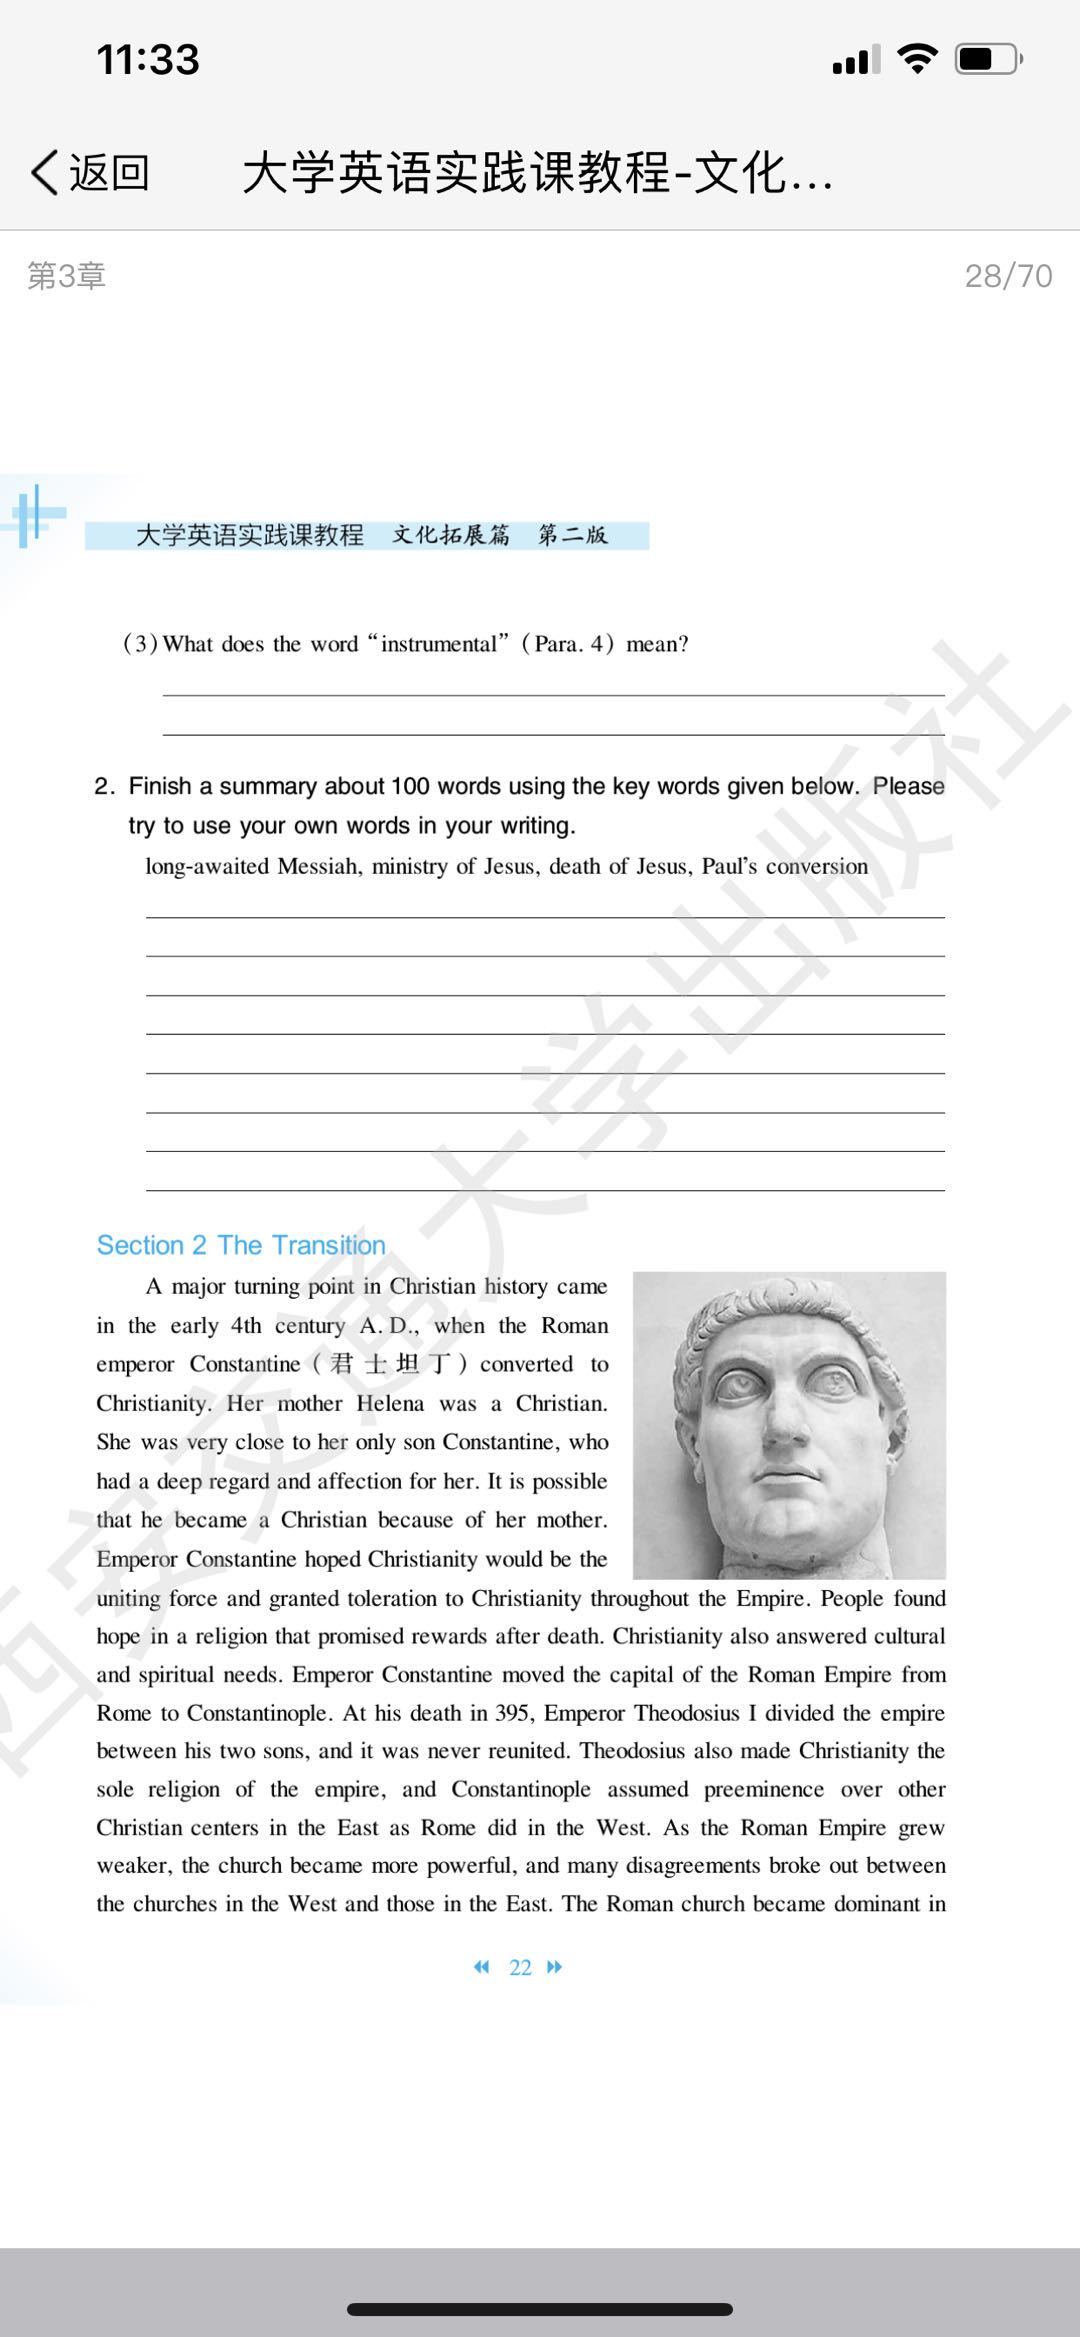 11:33
返回
大学英语实践课教程-文化...
第3章
28/70
大学英语实践课教程 文化拓展篇 第二版
(3) What does the word “instrumental” (Para. 4) mean?
2. Finish a summary about 100 words using the key words given below. Please
try to use your own words in your writing.
long-awaited Messiah, ministry of Jesus, death of Jesus, Paul’s conversion
Section 2 The Transition
A major turning point in Christian history came
in the early 4th century A. D., when the Roman
emperor Constantine (君士坦丁) converted to
Christianity. Her mother Helena was a Christian.
She was very close to her only son Constantine, who
had a deep regard and affection for her. It is possible
that he became a Christian because of her mother.
Emperor Constantine hoped Christianity would be the
uniting force and granted toleration to Christianity throughout the Empire. People found
hope in a religion that promised rewards after death. Christianity also answered cultural
and spiritual needs. Emperor Constantine moved the capital of the Roman Empire from
Rome to Constantinople. At his death in 395, Emperor Theodosius I divided the empire
between his two sons, and it was never reunited. Theodosius also made Christianity the
sole religion of the empire, and Constantinople assumed preeminence over other
Christian centers in the East as Rome did in the West. As the Roman Empire grew
weaker, the church became more powerful, and many disagreements broke out between
the churches in the West and those in the East. The Roman church became dominant in
22
西安交通大学出版社